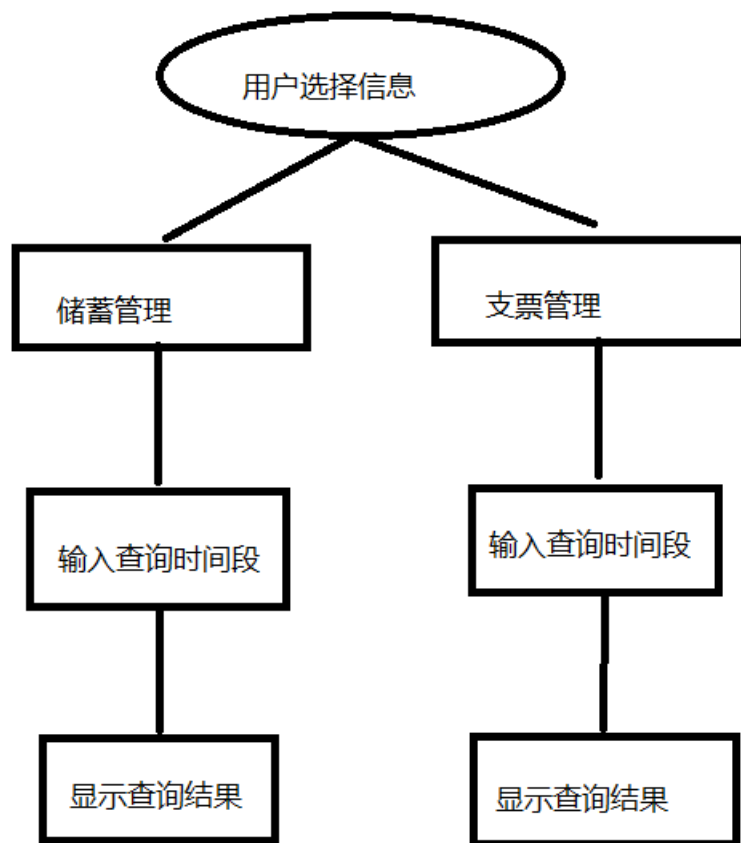 用户选择信息
储蓄管理
支票管理
输入查询时间段
输入查询时间段
显示查询结果
显示查询结果